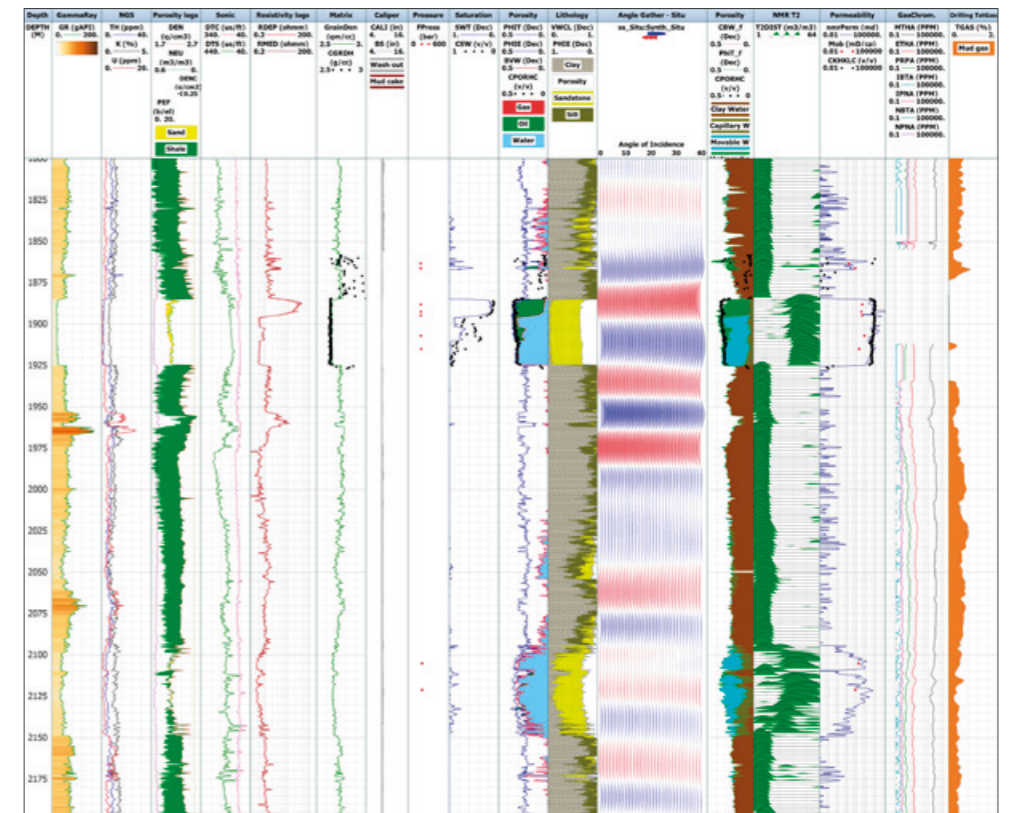 Depth GammaRay NGS Porosity logs Sonic Resistivity logs Matrix Caliper Pressure Saturation Porosity Lithology Angle Gather - Situ Porosity NMR T2 Permeability GasChrom. Drilling
DEPTH (M)
GR (gAPI)
0. 200.
TH (ppm)
0. 40.
K (%)
0. 5.
U (ppm)
0. 20.
DEN (g/cm3)
1.7 2.7
NEU (m3/m3)
0.6 0.
PEF (b/el)
0. 20.
Sand
Shale
DTC (us/ft)
340. 40.
DTS (us/ft)
440. 40.
RDEP (ohmm)
0.2 200.
RMED (ohmm)
0.2 200.
GrainDen (gm/cc)
2.5 3.
CGRDH (g/cc)
2.5 3
CALI (in)
6. 16.
BS (in)
6. 16.
Wash out
Mud cake
FPress (bar)
0 600
SWT (Dec)
1. 0.
CSW (v/v)
1 0
PHIT (Dec)
0.5 0.
PHIE (Dec)
0.5 0.
BVW (Dec)
0.5 0.
CPORHC (v/v)
0.5 0
Gas
Oil
Water
VWCL (Dec)
0. 1.
PHIE (Dec)
1. 0.
Clay
Porosity
Sandstone
Silt
ss_Situ:Synth_Situ
Angle of Incidence
0 10 20 30 40
CBW_f (Dec)
0.5 0.
PhiT_f (Dec)
0.5 0.
CPORHC (v/v)
0.5 0
Clay Water
Capillary W
Movable W
T2DIST (m3/m3)
1 64
nmrPerm (md)
0.01 100000.
Mob (mD/cp)
0.01 100000
CKHKLC (v/v)
0.01 100000
MTHA (PPM)
0.1 100000.
ETHA (PPM)
0.1 100000.
PRPA (PPM)
0.1 100000.
IBTA (PPM)
0.1 100000.
IPNA (PPM)
0.1 100000.
NBTA (PPM)
0.1 100000.
NPNA (PPM)
0.1 100000.
TGAS (%)
0. 2.
Mud gas
1825
1850
1875
1900
1925
1950
1975
2000
2025
2050
2075
2100
2125
2150
2175